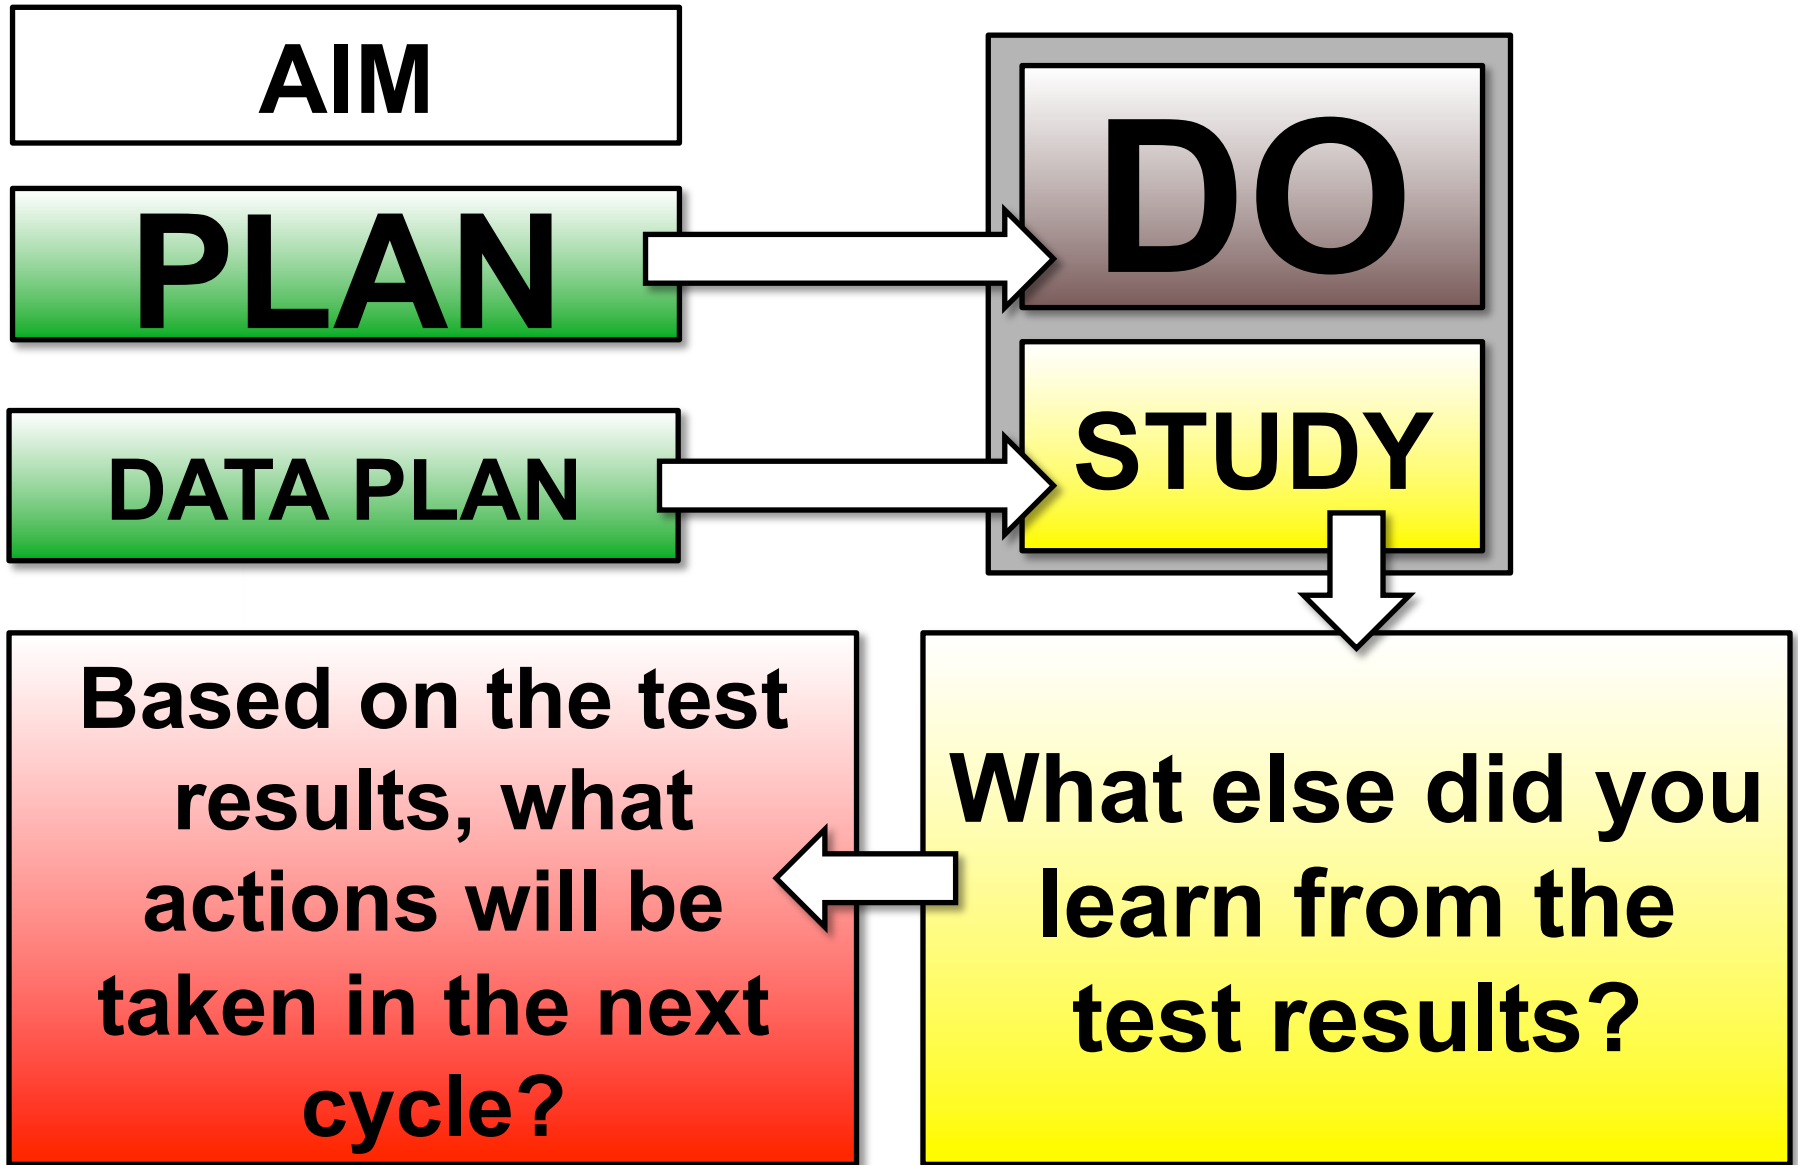 AIM
PLAN
DATA PLAN
DO
STUDY
What else did you
learn from the
test results?
Based on the test
results, what
actions will be
taken in the next
cycle?